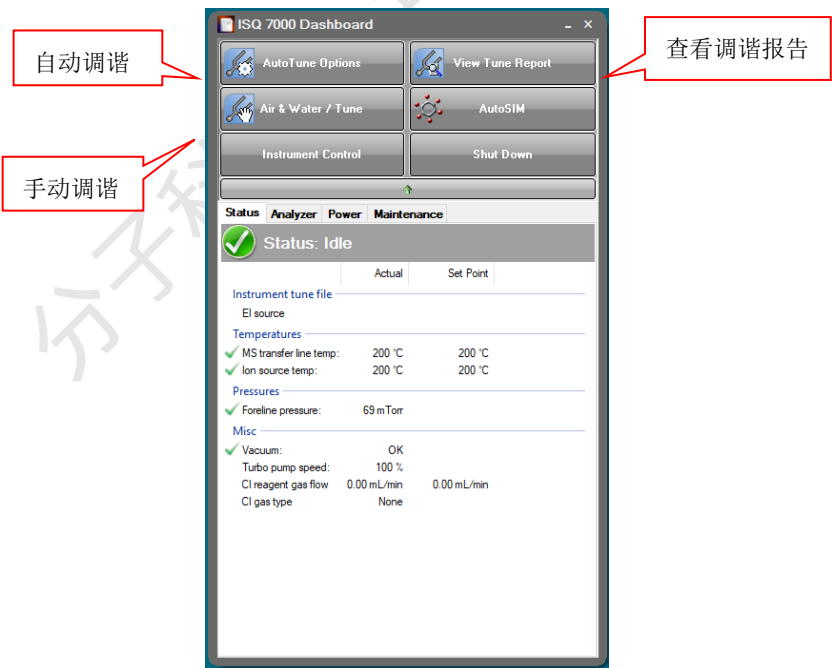 ISQ 7000 Dashboard
自动调谐
查看调谐报告
AutoTune Options
View Tune Report
Air & Water / Tune
AutoSIM
手动调谐
Instrument Control
Shut Down
Status Analyzer Power Maintenance
Status: Idle
Actual Set Point
Instrument tune file
EI source
Temperatures
MS transfer line temp: 200 °C 200 °C
Ion source temp: 200 °C 200 °C
Pressures
Foreline pressure: 69 mTorr
Misc
Vacuum: OK
Turbo pump speed: 100 %
CI reagent gas flow 0.00 mL/min 0.00 mL/min
CI gas type None
分子科